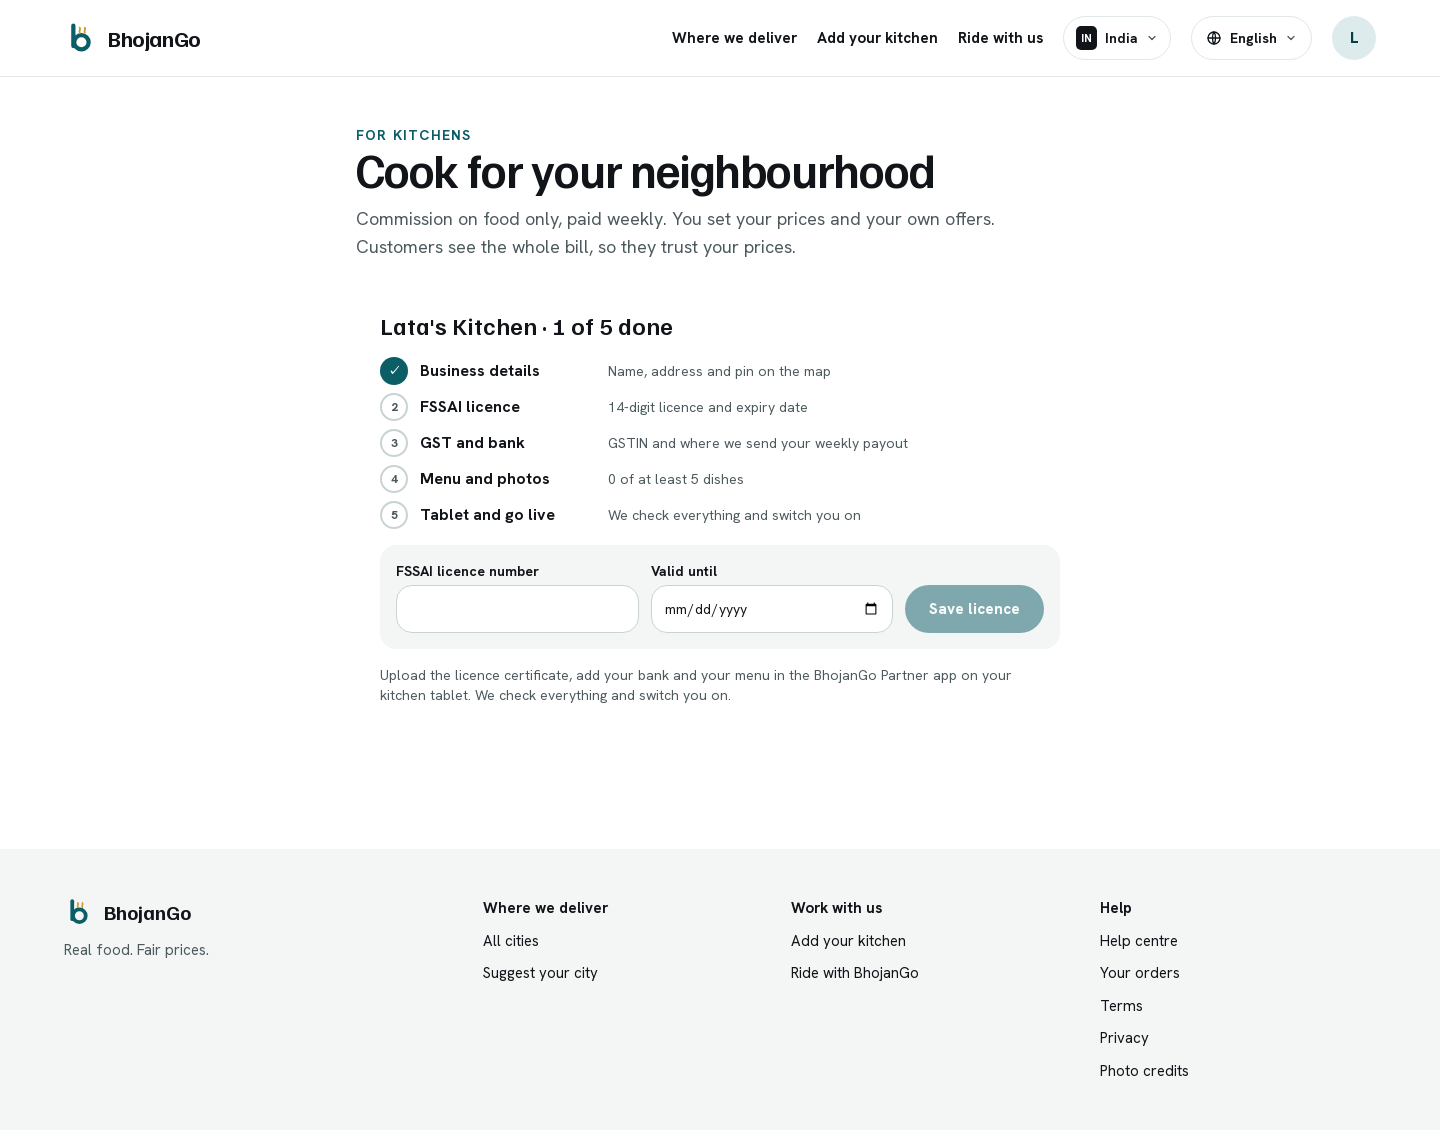 BhojanGo
Where we deliver
Add your kitchen
Ride with us
IN India
English
L
FOR KITCHENS
Cook for your neighbourhood
Commission on food only, paid weekly. You set your prices and your own offers.
Customers see the whole bill, so they trust your prices.
Lata's Kitchen · 1 of 5 done
✓ Business details Name, address and pin on the map
2 FSSAI licence 14-digit licence and expiry date
3 GST and bank GSTIN and where we send your weekly payout
4 Menu and photos 0 of at least 5 dishes
5 Tablet and go live We check everything and switch you on
FSSAI licence number
Valid until
mm/dd/yyyy
Save licence
Upload the licence certificate, add your bank and your menu in the BhojanGo Partner app on your
kitchen tablet. We check everything and switch you on.
BhojanGo
Real food. Fair prices.
Where we deliver
All cities
Suggest your city
Work with us
Add your kitchen
Ride with BhojanGo
Help
Help centre
Your orders
Terms
Privacy
Photo credits